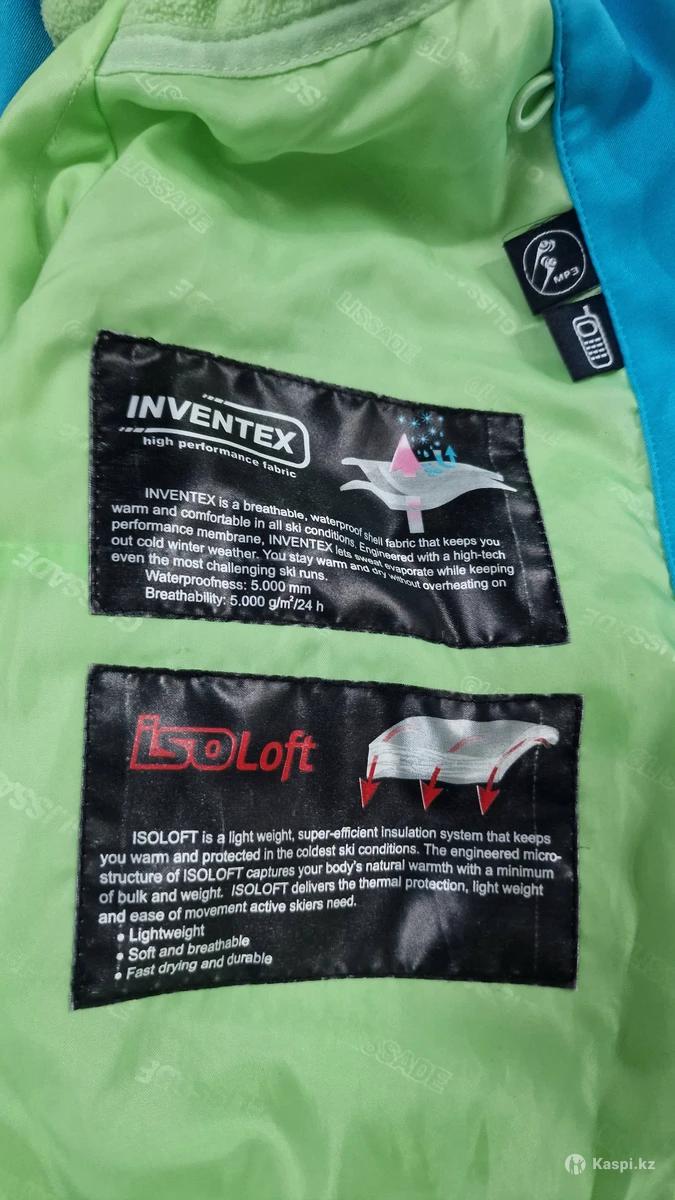 LISSADE
LISSADE
MP3
INVENTEX
high performance fabric
INVENTEX is a breathable, waterproof shell fabric that keeps you
warm and comfortable in all ski conditions. Engineered with a high-tech
performance membrane, INVENTEX lets sweat evaporate while keeping
out cold winter weather. You stay warm and dry without overheating on
even the most challenging ski runs.
Waterproofness: 5.000 mm
Breathability: 5.000 g/m²/24 h
isoLoft
ISOLOFT is a light weight, super-efficient insulation system that keeps
you warm and protected in the coldest ski conditions. The engineered micro-
structure of ISOLOFT captures your body's natural warmth with a minimum
of bulk and weight. ISOLOFT delivers the thermal protection, light weight
and ease of movement active skiers need.
• Lightweight
• Soft and breathable
• Fast drying and durable
Kaspi.kz